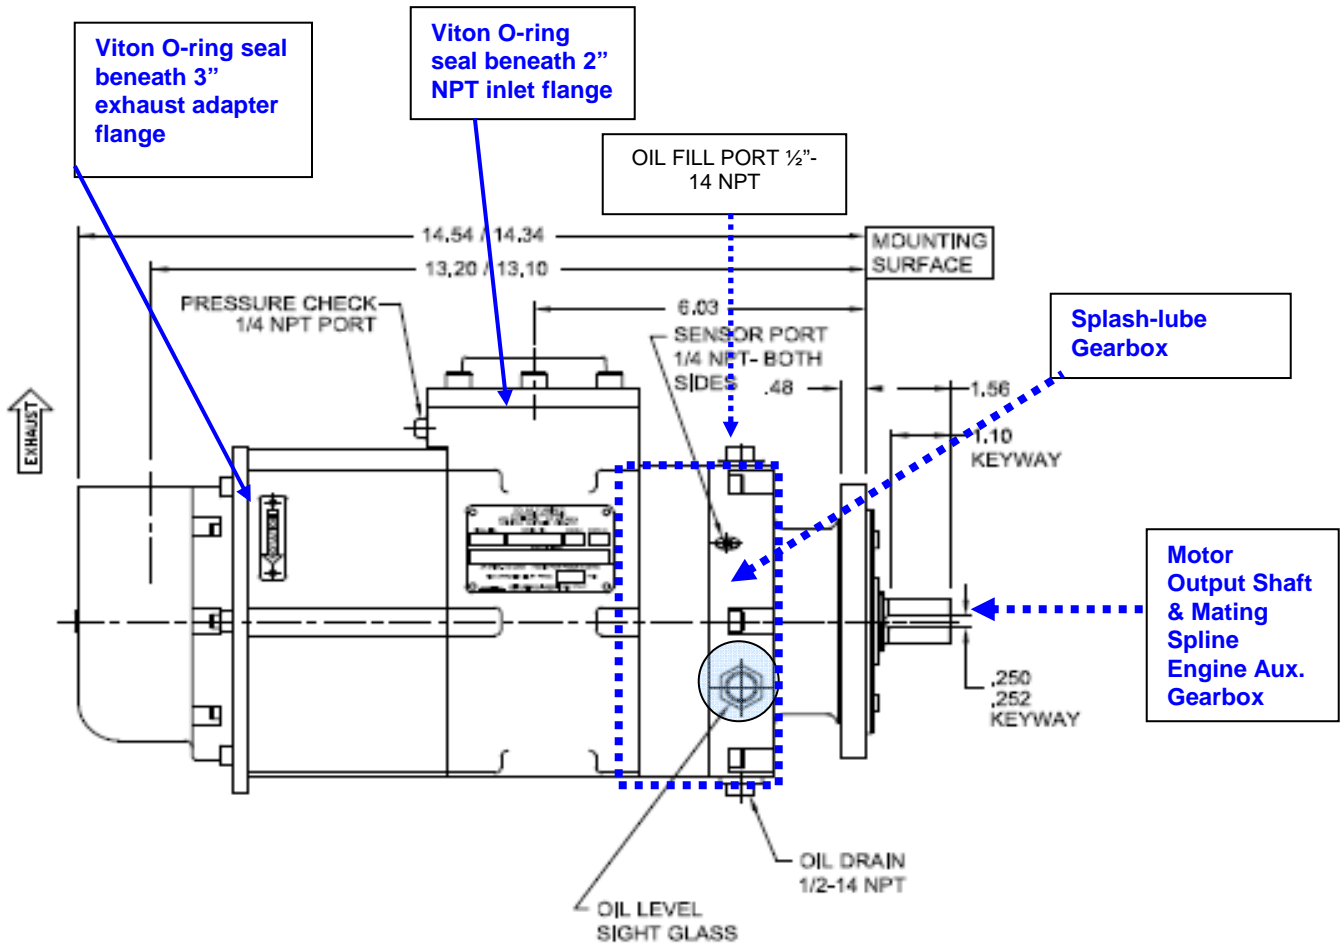 Viton O-ring seal
beneath 3”
exhaust adapter
flange
Viton O-ring
seal beneath 2”
NPT inlet flange
OIL FILL PORT ½”-
14 NPT
14.54 / 14.34
13.20 / 13.10
MOUNTING
SURFACE
PRESSURE CHECK
1/4 NPT PORT
6.03
SENSOR PORT
1/4 NPT- BOTH
SIDES
.48
1.56
1.10
KEYWAY
Splash-lube
Gearbox
EXHAUST
ROTATION
Motor
Output Shaft
& Mating
Spline
Engine Aux.
Gearbox
.250
.252
KEYWAY
OIL DRAIN
1/2-14 NPT
OIL LEVEL
SIGHT GLASS